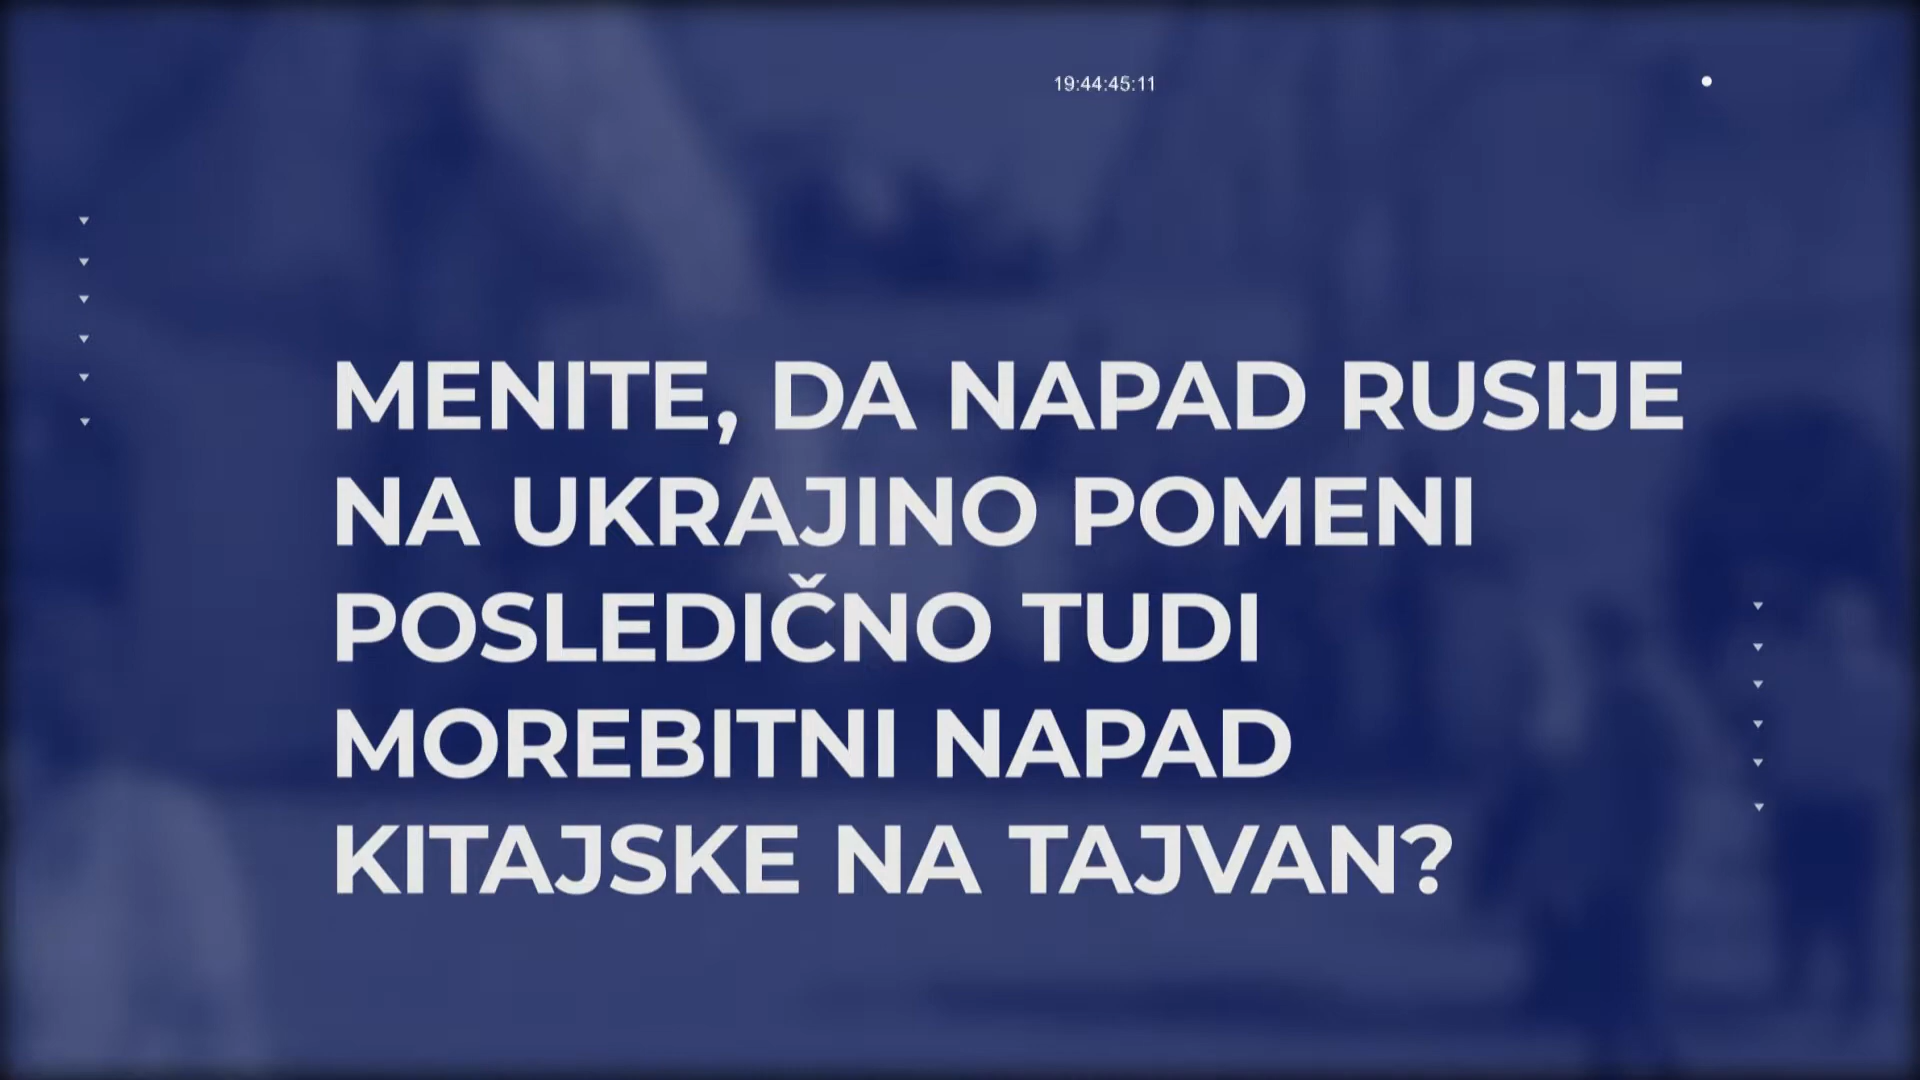 19:44:45:11
MENITE, DA NAPAD RUSIJE
NA UKRAJINO POMENI
POSLEDIČNO TUDI
MOREBITNI NAPAD
KITAJSKE NA TAJVAN?